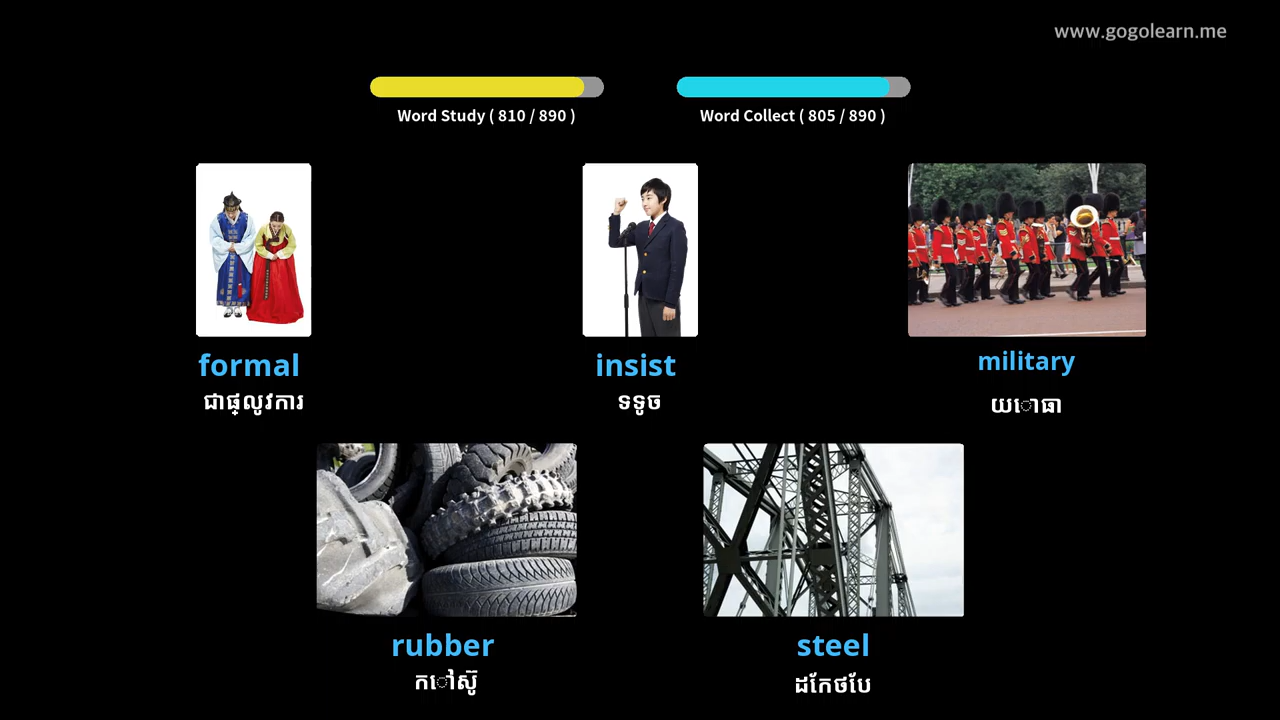 www.gogolearn.me
Word Study ( 810 / 890 )
Word Collect ( 805 / 890 )
formal
ជាផ្លូវការ
insist
ទទូច
military
យោធា
rubber
កៅស៊ូ
steel
ដកែថបែ